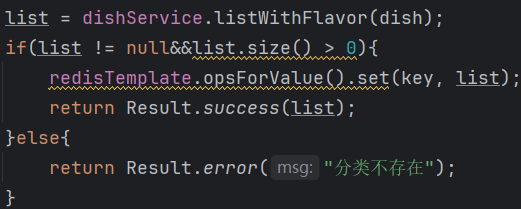 list = dishService.listWithFlavor(dish);
if(list != null&&list.size() > 0){
    redisTemplate.opsForValue().set(key, list);
    return Result.success(list);
}else{
    return Result.error( msg: "分类不存在");
}